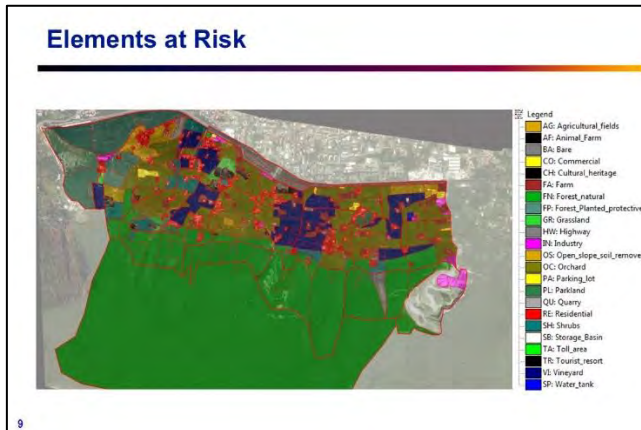 Elements at Risk
Legend
AG: Agricultural_fields
AF: Animal_Farm
BA: Bare
CO: Commercial
CH: Cultural_heritage
FA: Farm
FN: Forest_natural
FP: Forest_Planted_protective
GR: Grassland
HW: Highway
IN: Industry
OS: Open_slope_soil_remove
OC: Orchard
PA: Parking_lot
PL: Parkland
QU: Quarry
RE: Residential
SH: Shrubs
SB: Storage_Basin
TA: Toll_area
TR: Tourist_resort
VI: Vineyard
SP: Water_tank
9